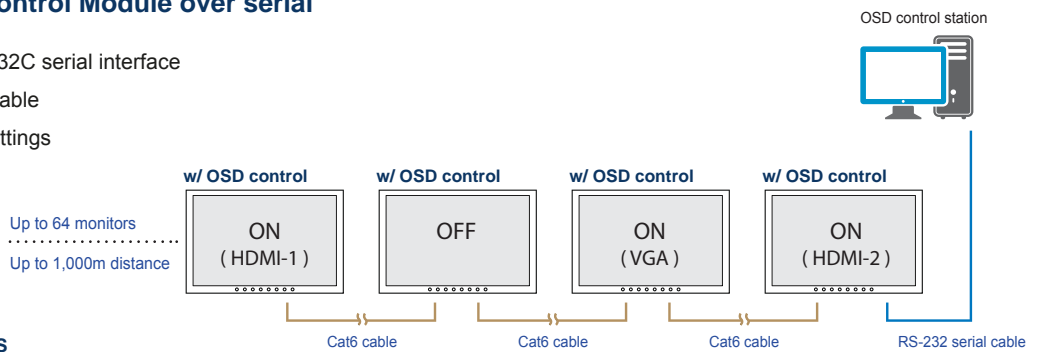 ontrol Module over serial
OSD control station
32C serial interface
able
ttings
w/ OSD control
w/ OSD control
w/ OSD control
w/ OSD control
Up to 64 monitors
Up to 1,000m distance
ON
( HDMI-1 )
OFF
ON
( VGA )
ON
( HDMI-2 )
Cat6 cable
Cat6 cable
Cat6 cable
RS-232 serial cable
s